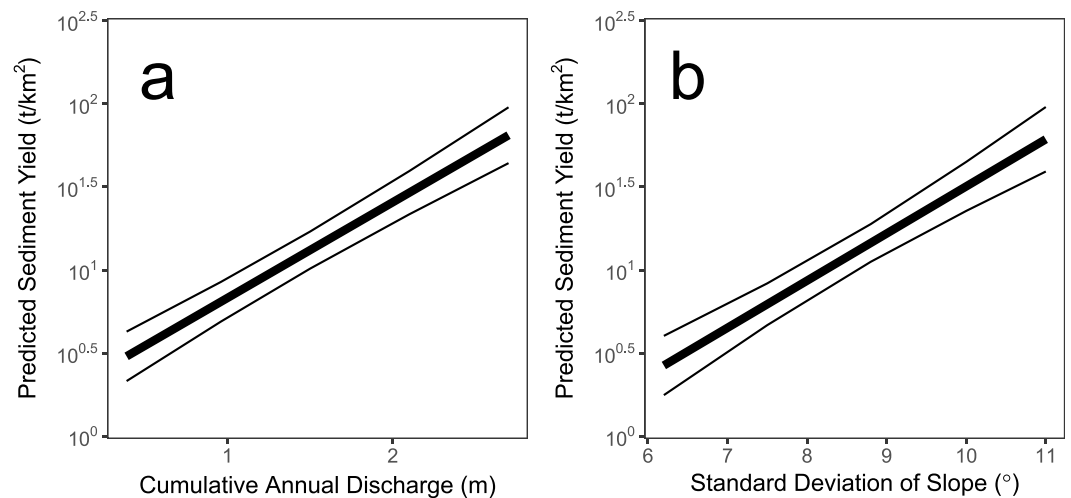 a
Predicted Sediment Yield (t/km²)
10^2.5
10^2
10^1.5
10^1
10^0.5
10^0
1 2
Cumulative Annual Discharge (m)
b
Predicted Sediment Yield (t/km²)
10^2.5
10^2
10^1.5
10^1
10^0.5
10^0
6 7 8 9 10 11
Standard Deviation of Slope (°)